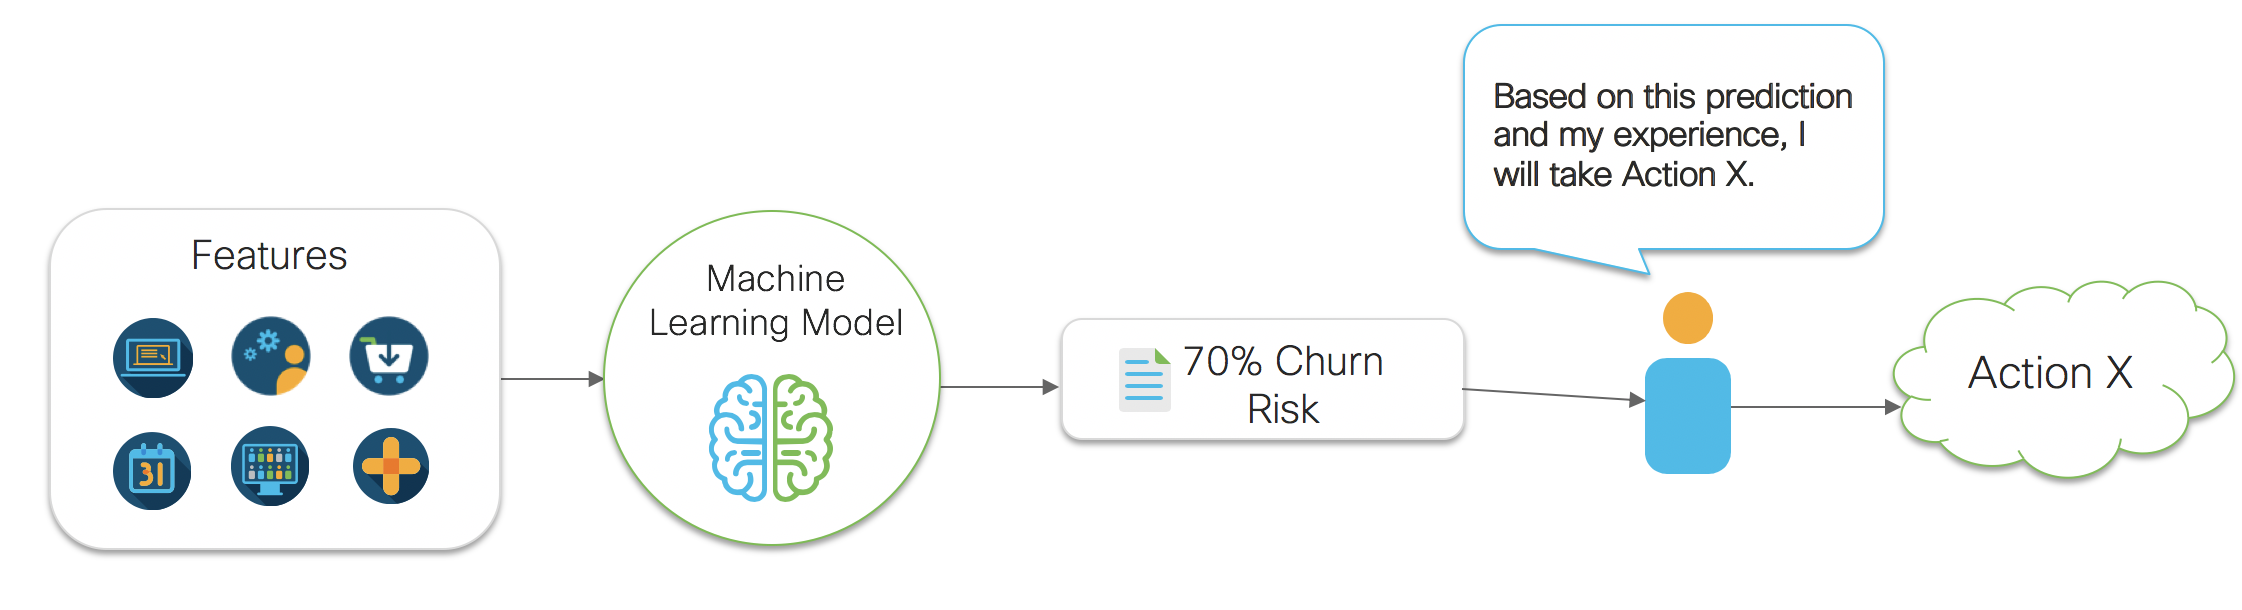 Features
31
Machine
Learning Model
70% Churn
Risk
Based on this prediction
and my experience, I
will take Action X.
Action X